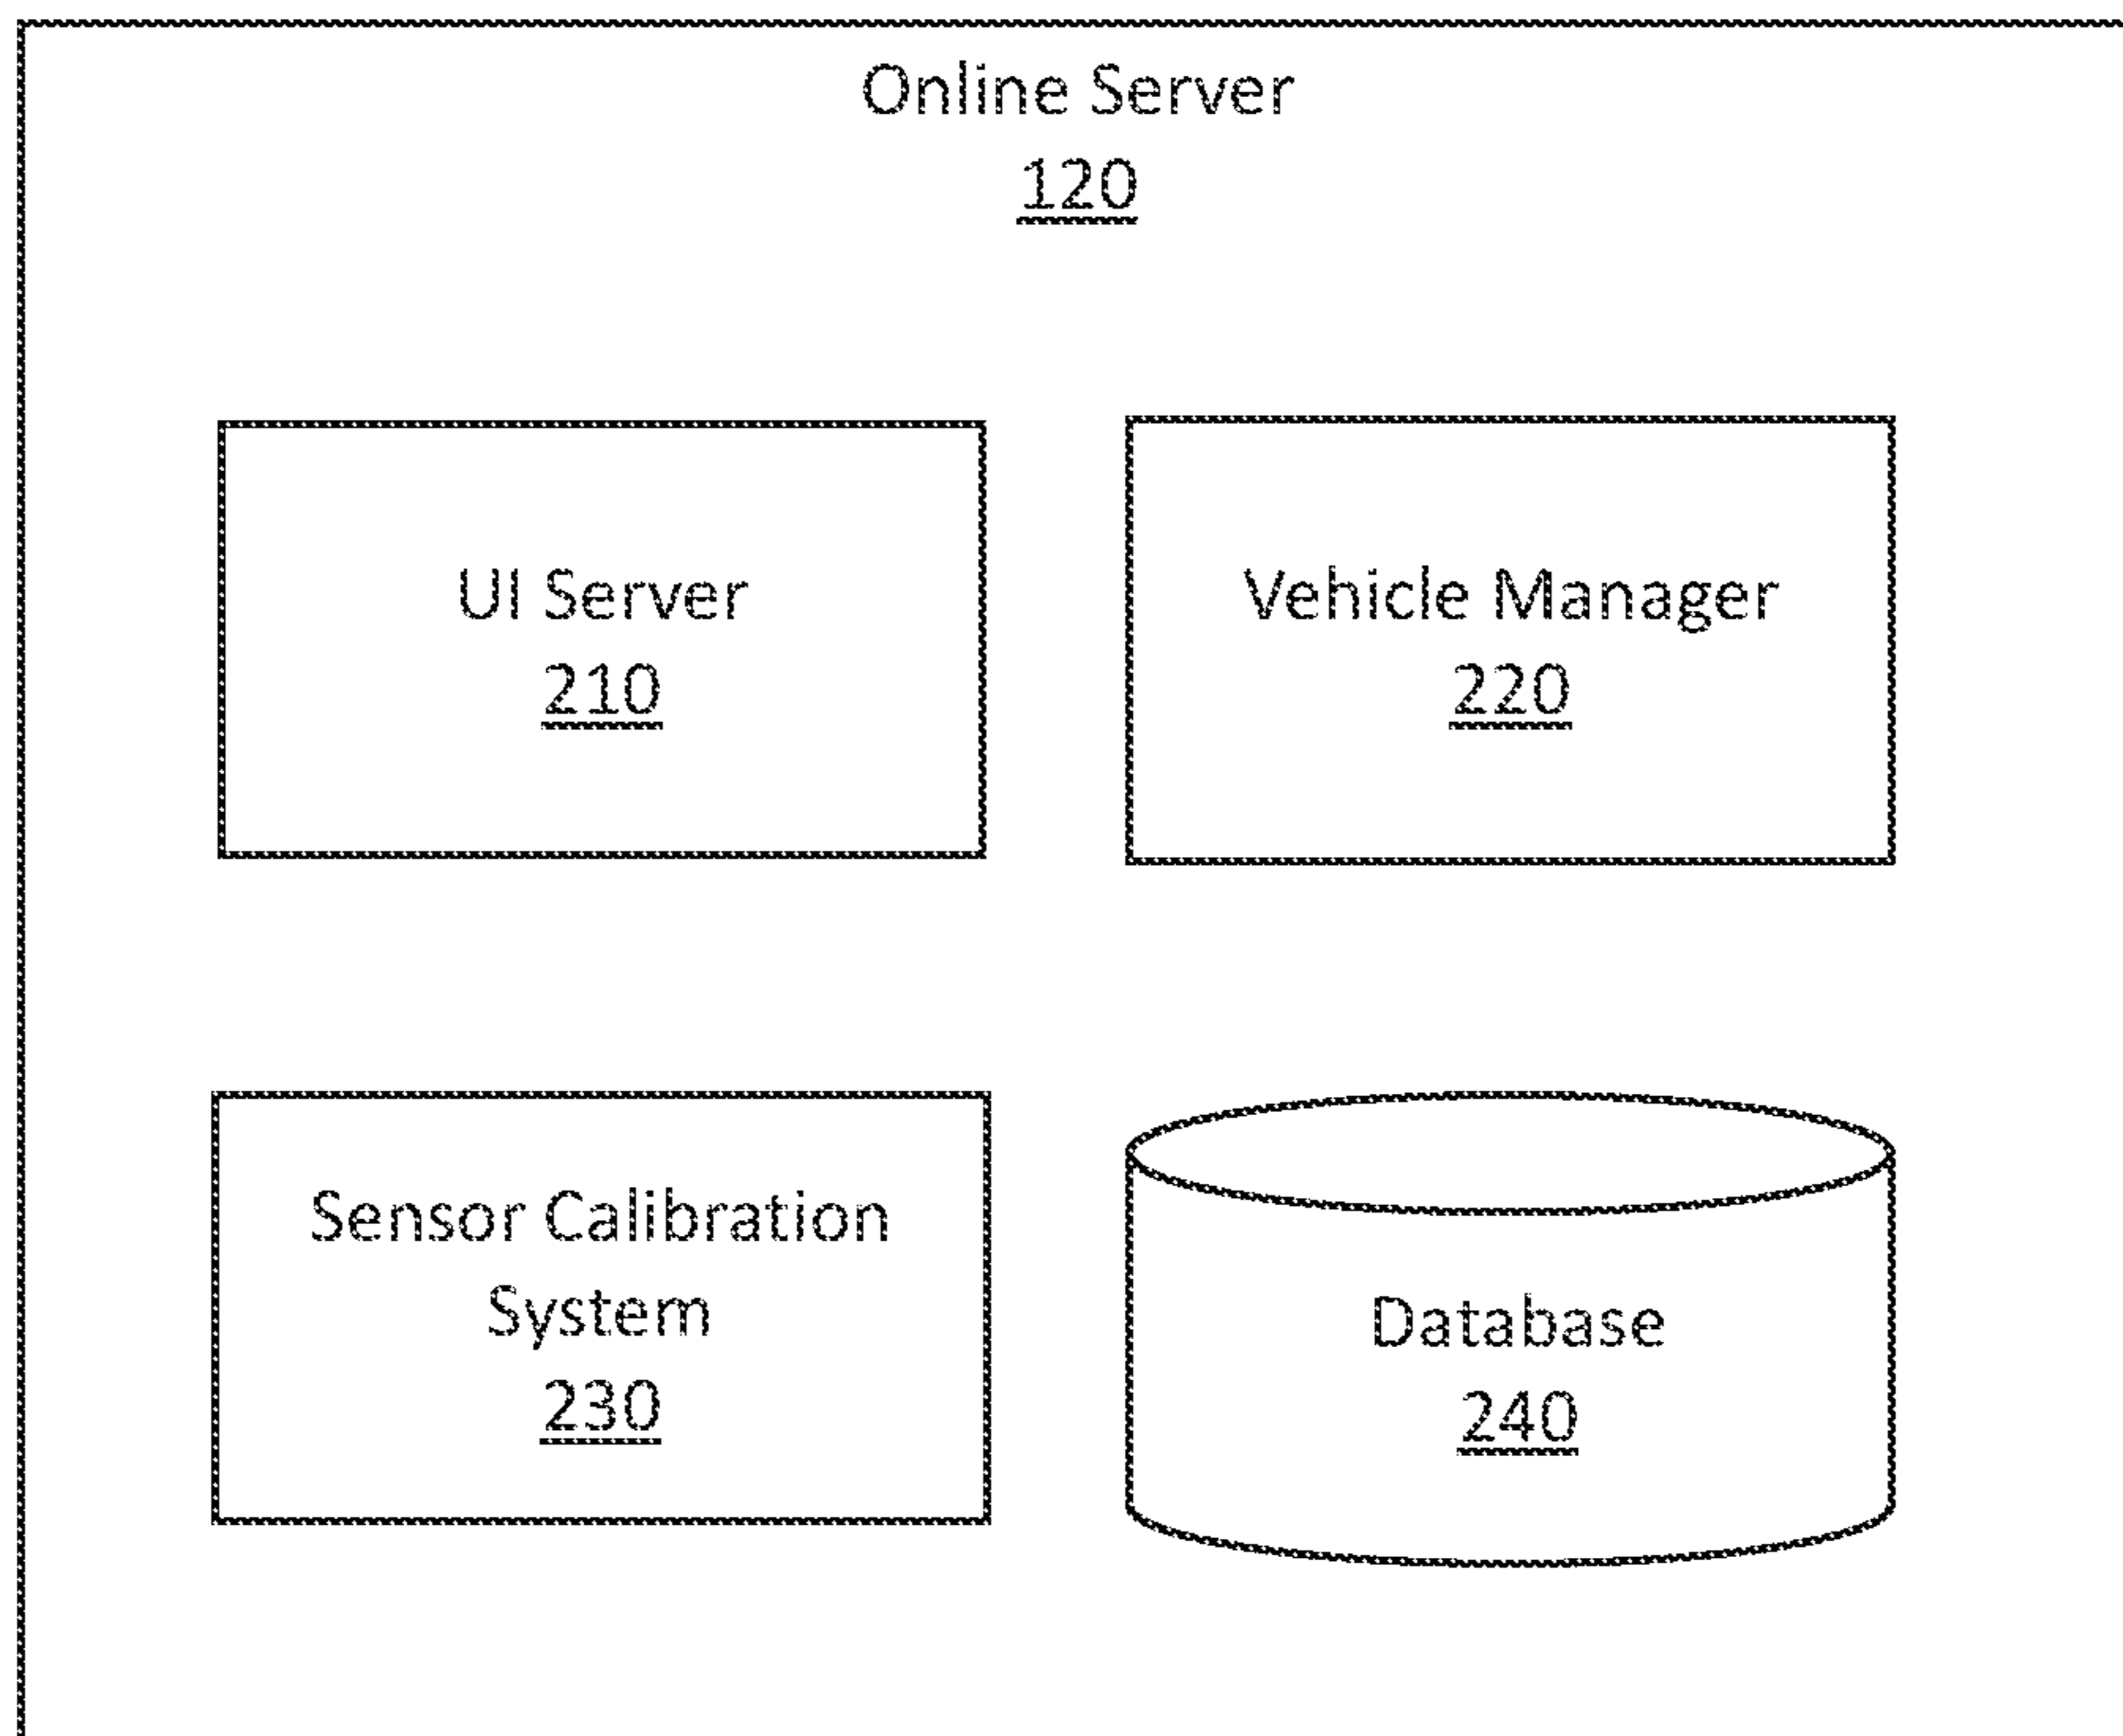 Online Server
120
UI Server
210
Vehicle Manager
220
Sensor Calibration
System
230
Database
240